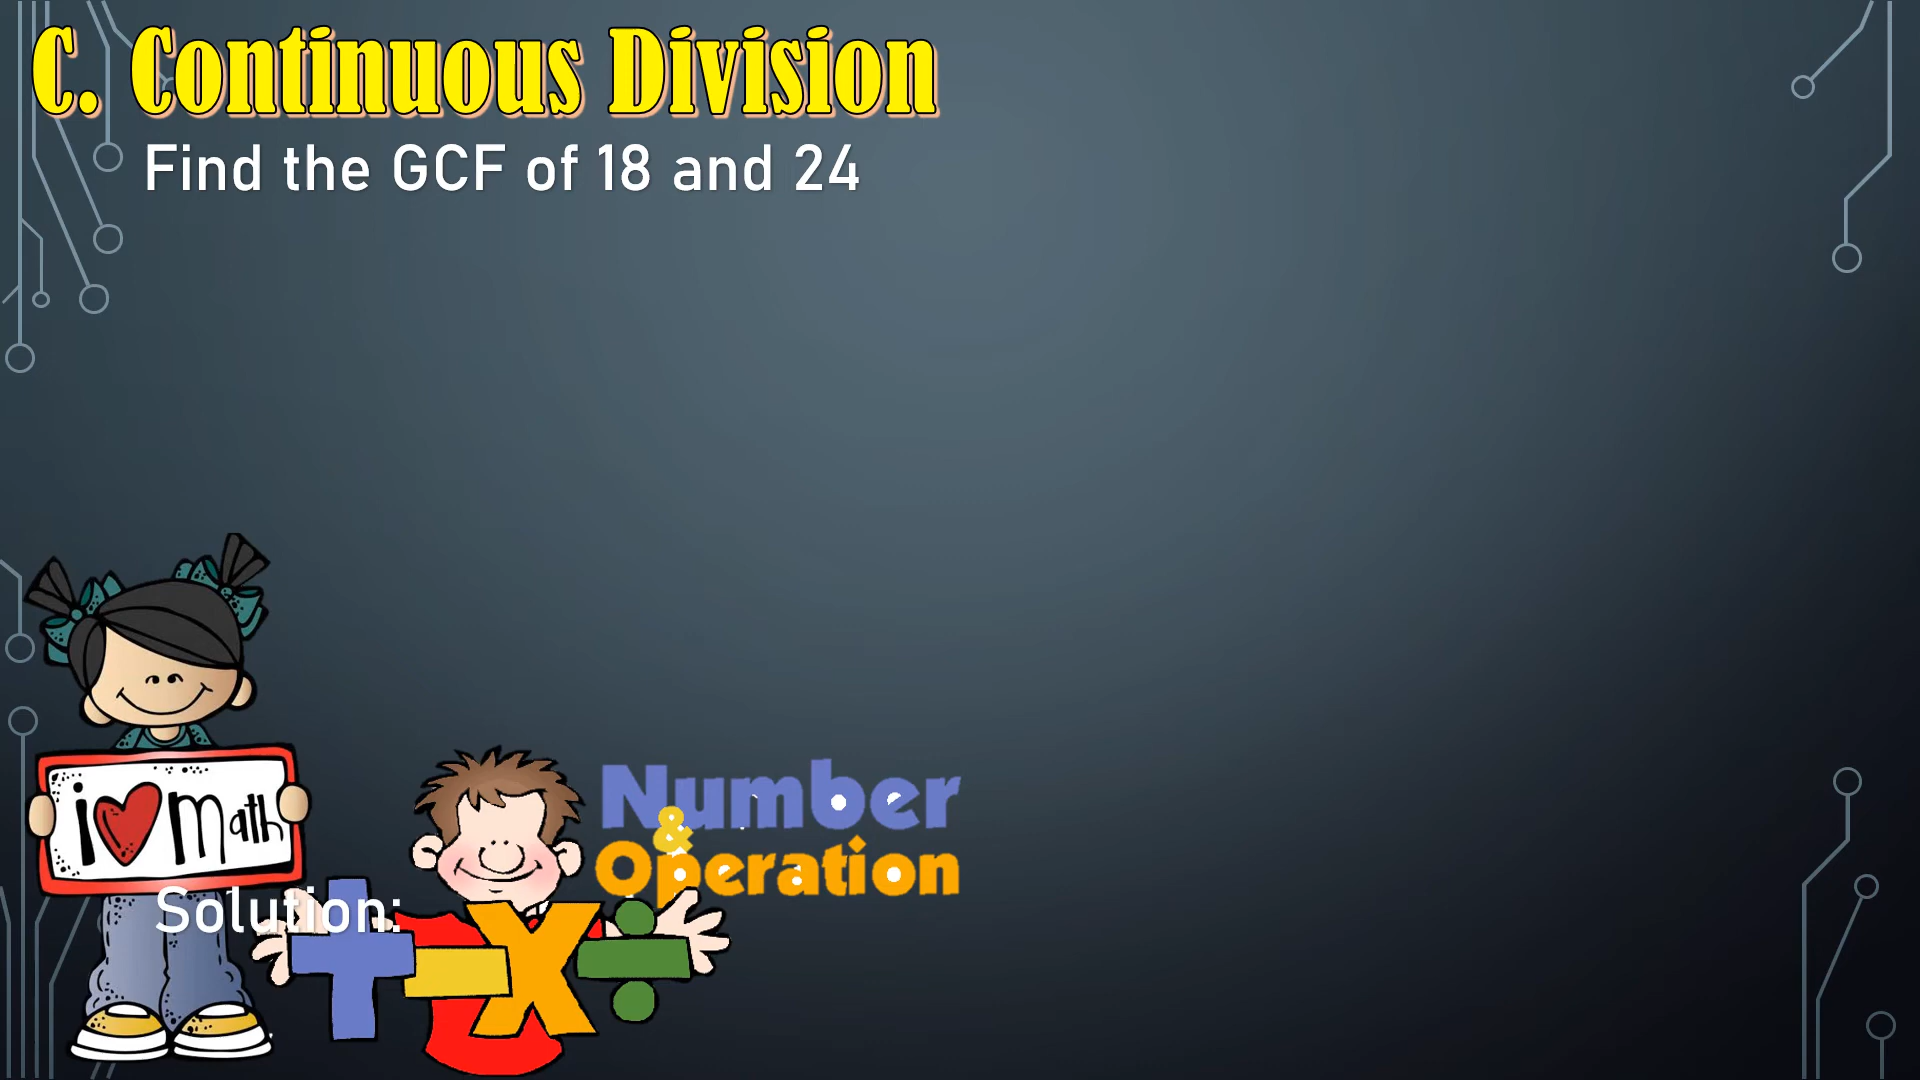 C. Continuous Division
Find the GCF of 18 and 24
i ♥ math
Number
&
Operation
Solution: